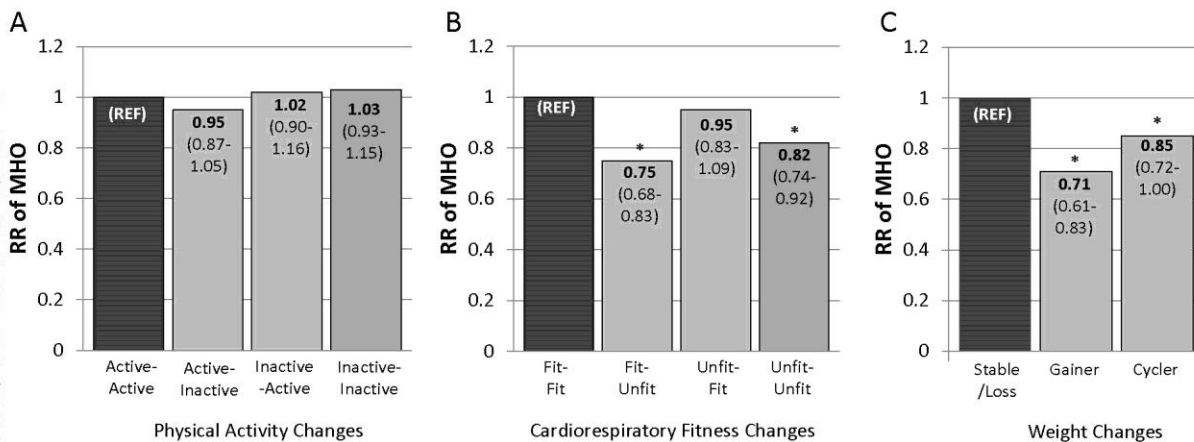 A
RR of MHO
1.2
1
0.8
0.6
0.4
0.2
0
(REF)
0.95
(0.87-
1.05)
1.02
(0.90-
1.16)
1.03
(0.93-
1.15)
Active-
Active
Active-
Inactive
Inactive
-Active
Inactive-
Inactive
Physical Activity Changes
B
RR of MHO
1.2
1
0.8
0.6
0.4
0.2
0
(REF)
*
0.75
(0.68-
0.83)
0.95
(0.83-
1.09)
*
0.82
(0.74-
0.92)
Fit-
Fit
Fit-
Unfit
Unfit-
Fit
Unfit-
Unfit
Cardiorespiratory Fitness Changes
C
RR of MHO
1.2
1
0.8
0.6
0.4
0.2
0
(REF)
*
0.71
(0.61-
0.83)
*
0.85
(0.72-
1.00)
Stable
/Loss
Gainer
Cycler
Weight Changes